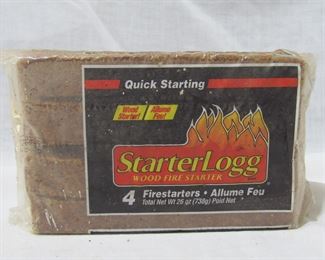 Quick Starting
Wood Allume
Starter! Feu!
StarterLogg
WOOD FIRE STARTER
4 Firestarters • Allume Feu
Total Net Wt 26 oz (738g) Poid Net